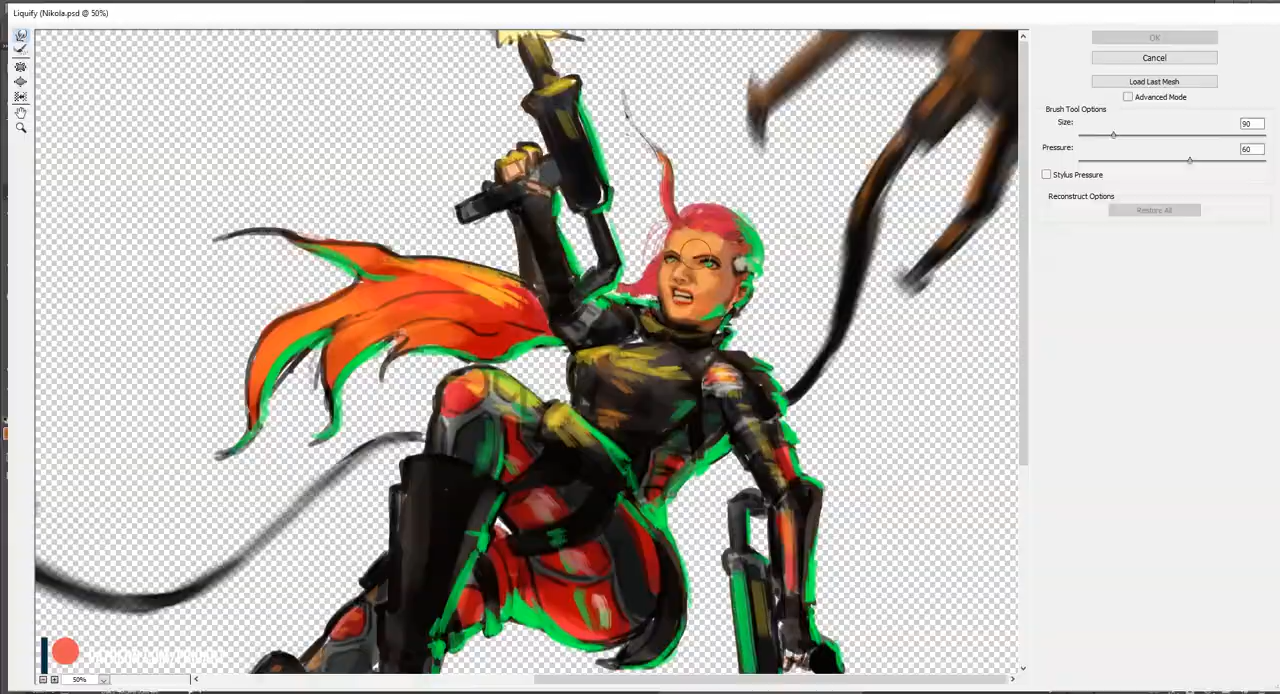 Liquify (Nikola.psd @ 50%)
OK
Cancel
Load Last Mesh
Advanced Mode
Brush Tool Options
Size: 90
Pressure: 60
Stylus Pressure
Reconstruct Options
Restore All
50%